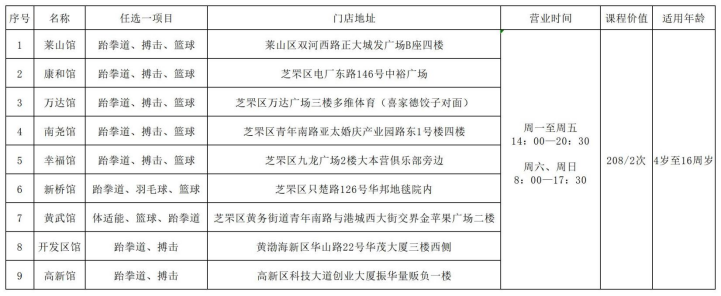 序号 名称 任选一项目 门店地址 营业时间 课程价值 适用年龄
1 莱山馆 跆拳道、搏击、篮球 莱山区双河西路正大城发广场B座四楼
2 康和馆 跆拳道、搏击、篮球 芝罘区电厂东路146号中裕广场
3 万达馆 跆拳道、搏击、篮球 芝罘区万达广场三楼多维体育（喜家德饺子对面）
4 南尧馆 跆拳道、搏击、篮球 芝罘区青年南路亚太婚庆产业园路东1号楼四楼
5 幸福馆 跆拳道、搏击、篮球 芝罘区九龙广场2楼大本营俱乐部旁边
6 新桥馆 跆拳道、羽毛球、篮球 芝罘区只楚路126号华邦地毯院内
7 黄武馆 体适能、篮球、跆拳道 芝罘区黄务街道青年南路与港城西大街交界金苹果广场二楼
8 开发区馆 跆拳道、搏击 黄渤海新区华山路22号华茂大厦三楼西侧
9 高新馆 跆拳道、搏击 高新区科技大道创业大厦振华量贩负一楼
周一至周五
14：00—20：30
周六、周日
8：00—17：30
208/2次
4岁至16周岁